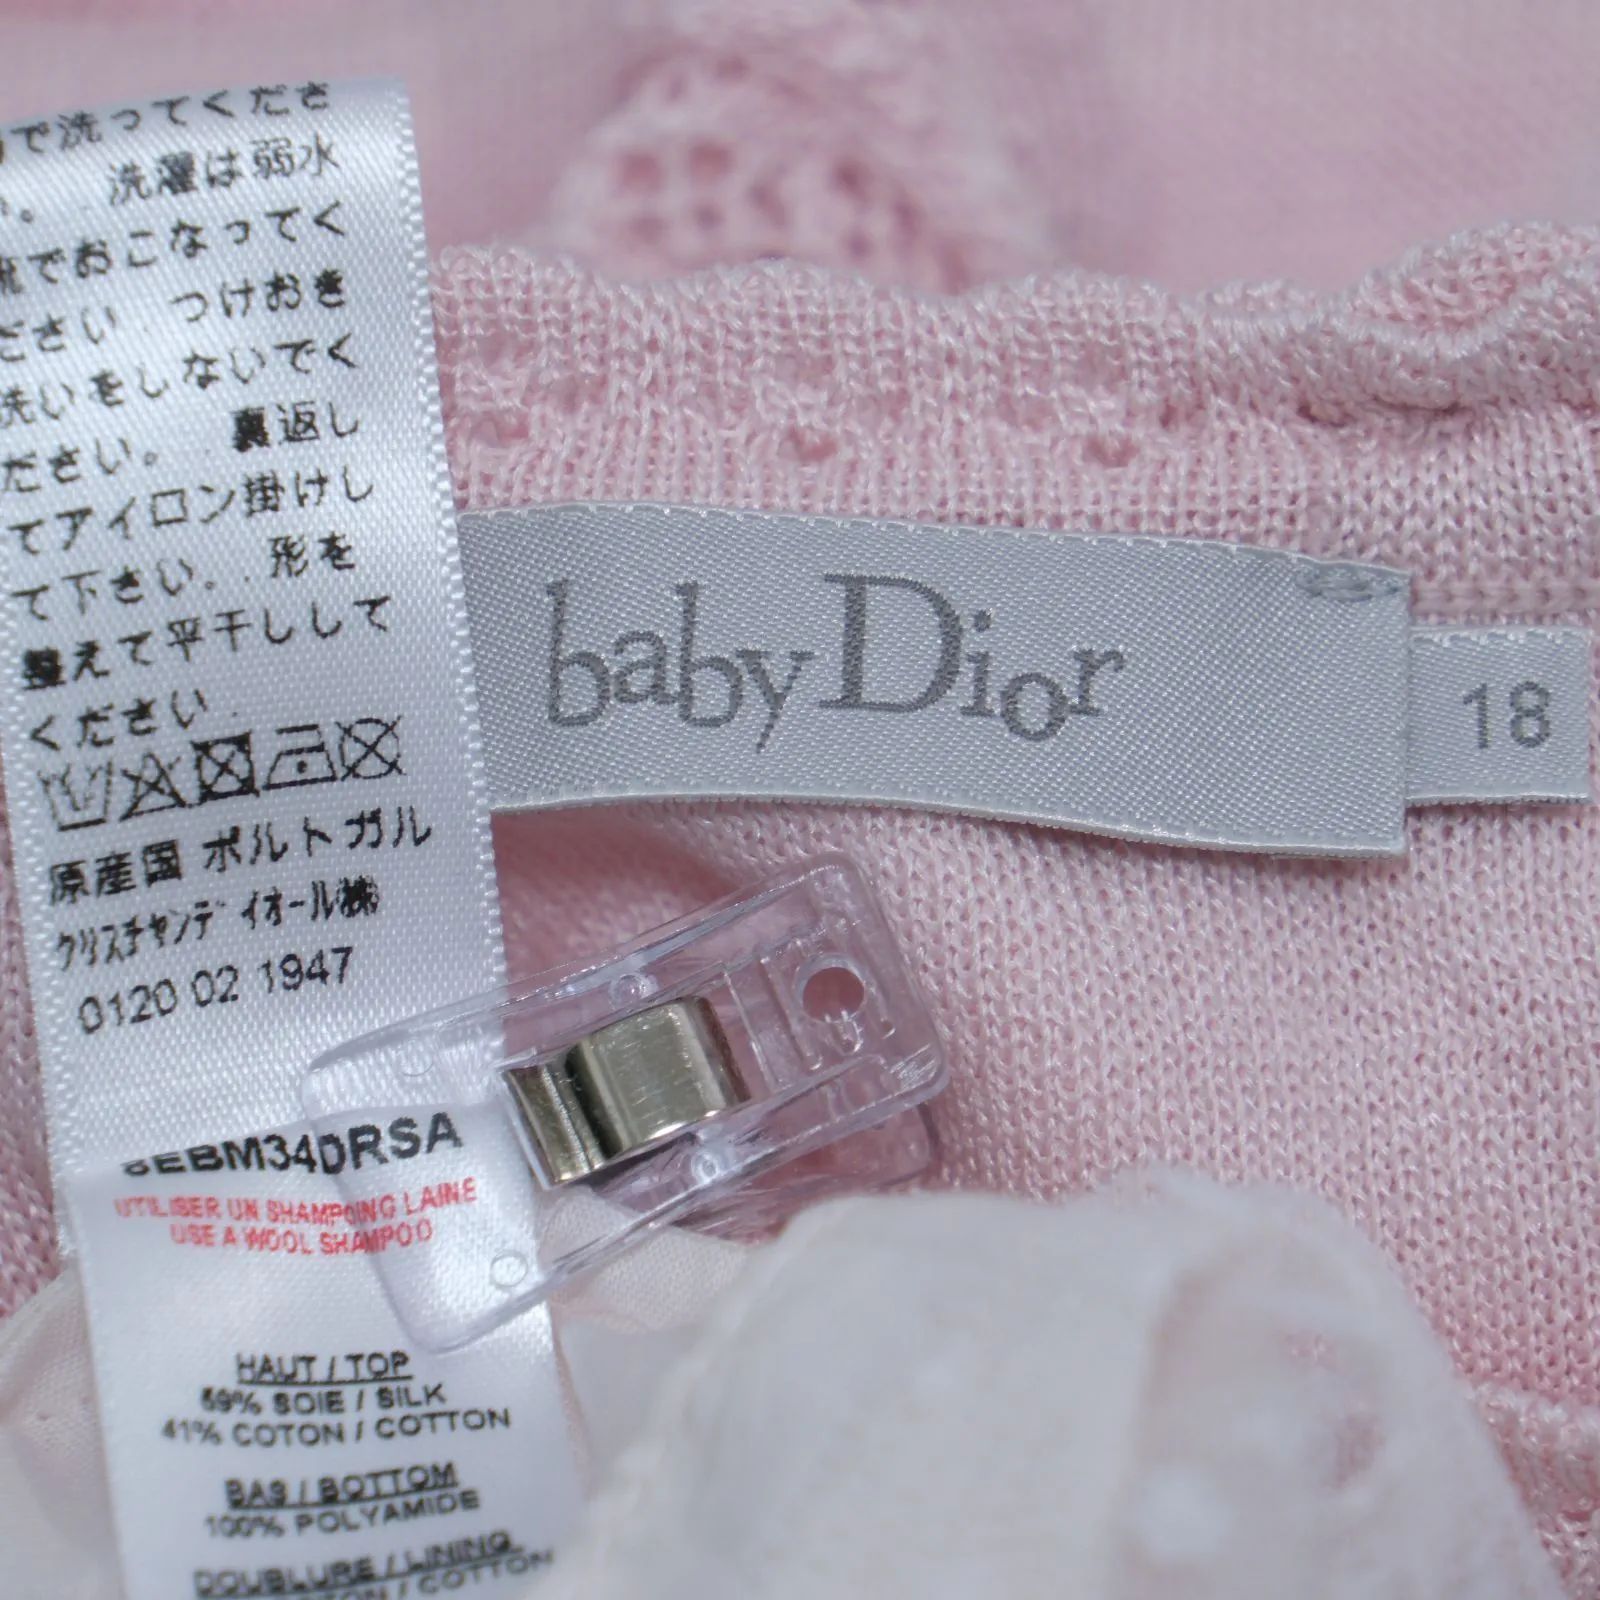 で洗ってくださ
い。. 洗濯は弱水
流でおこなってく
ださい . つけおき
洗いをしないでく
ださい。. 裏返し
てアイロン掛けし
て下さい。. 形を
整えて平干しして
ください .
原産国 ポルトガル
クリスチャンディオール㈱
0120 02 1947
baby Dior
18
EBM34DRSA
UTILISER UN SHAMPOING LAINE
USE A WOOL SHAMPOO
HAUT / TOP
59% SOIE / SILK
41% COTON / COTTON
BAS / BOTTOM
100% POLYAMIDE
DOUBLURE / LINING
COTON / COTTON